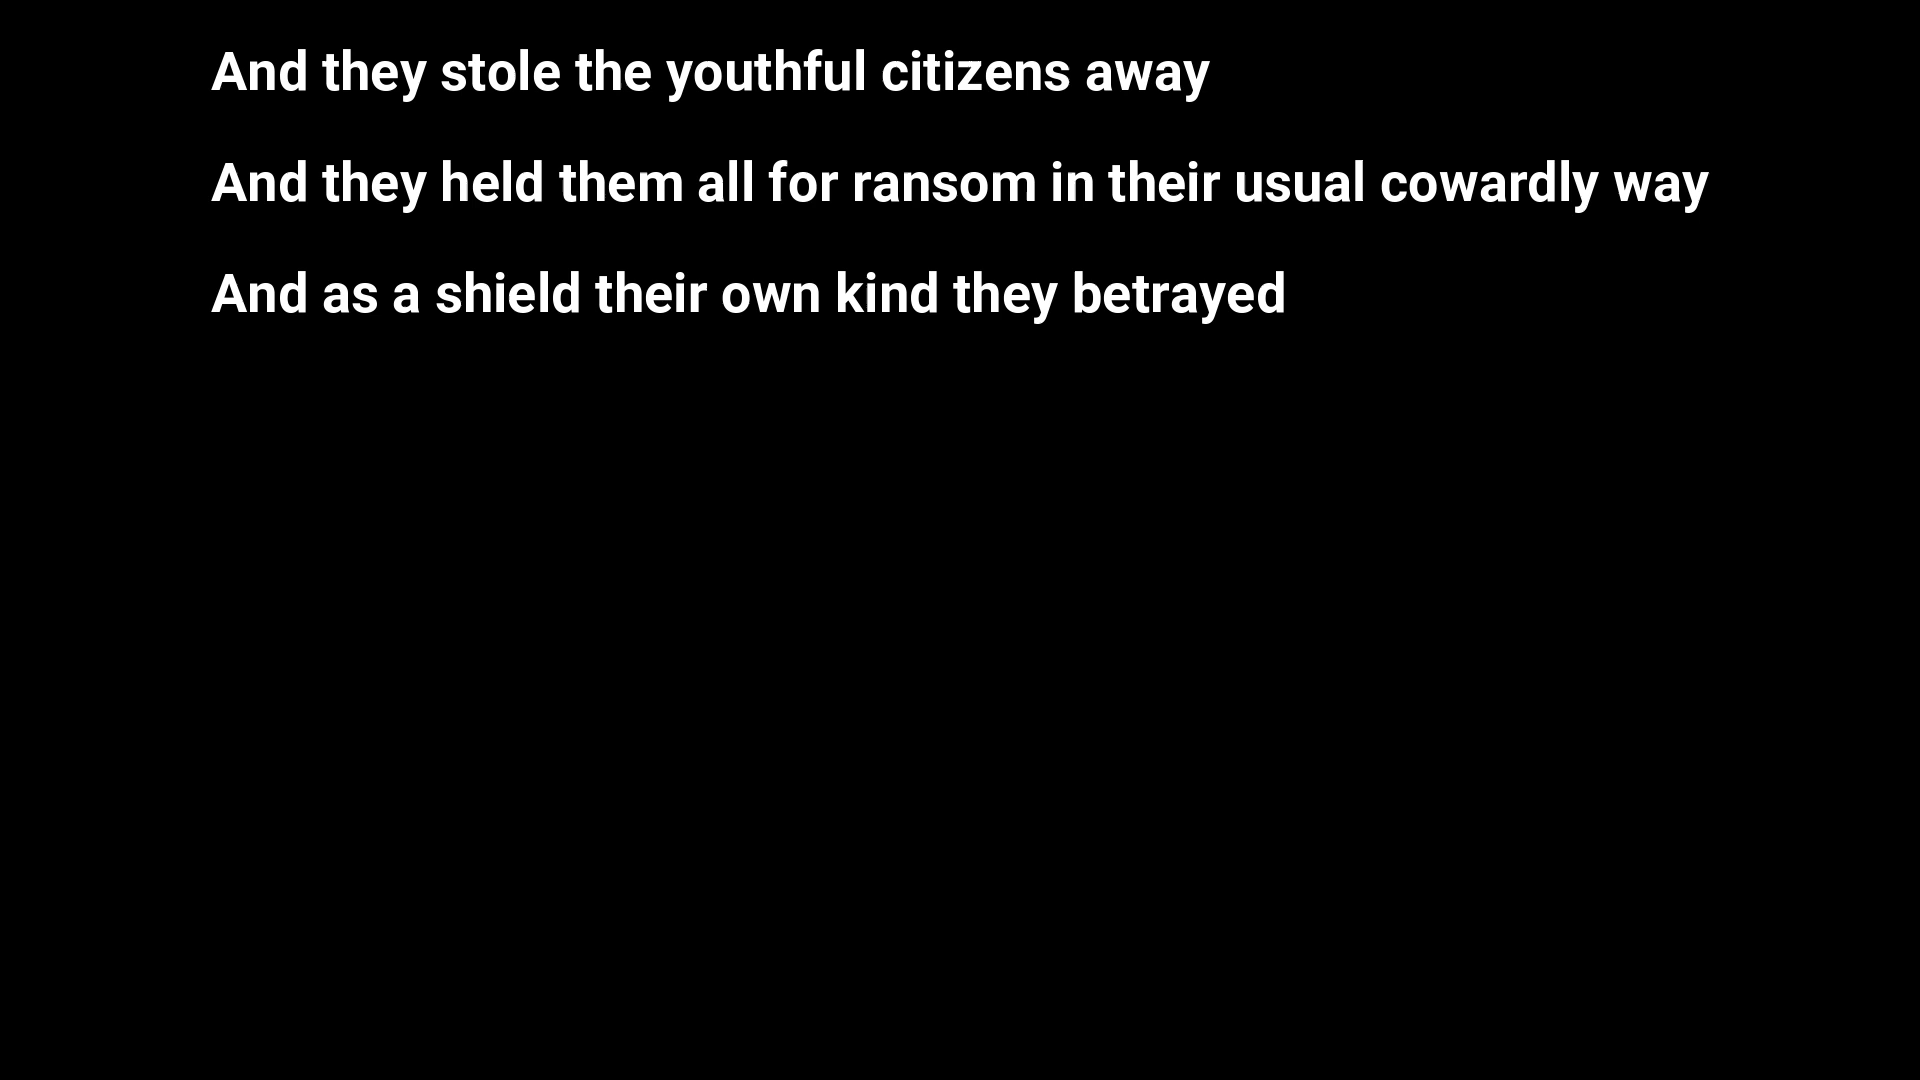 And they stole the youthful citizens away
And they held them all for ransom in their usual cowardly way
And as a shield their own kind they betrayed